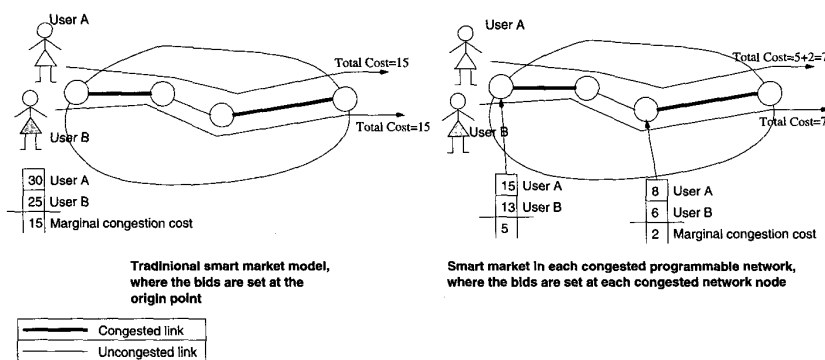 User A
Total Cost=15
User B
Total Cost=15
30 User A
25 User B
15 Marginal congestion cost
Tradinional smart market model,
where the bids are set at the
origin point
User A
Total Cost=5+2=7
User B
Total Cost=7
15 User A
13 User B
5
8 User A
6 User B
2 Marginal congestion cost
Smart market in each congested programmable network,
where the bids are set at each congested network node
Congested link
Uncongested link